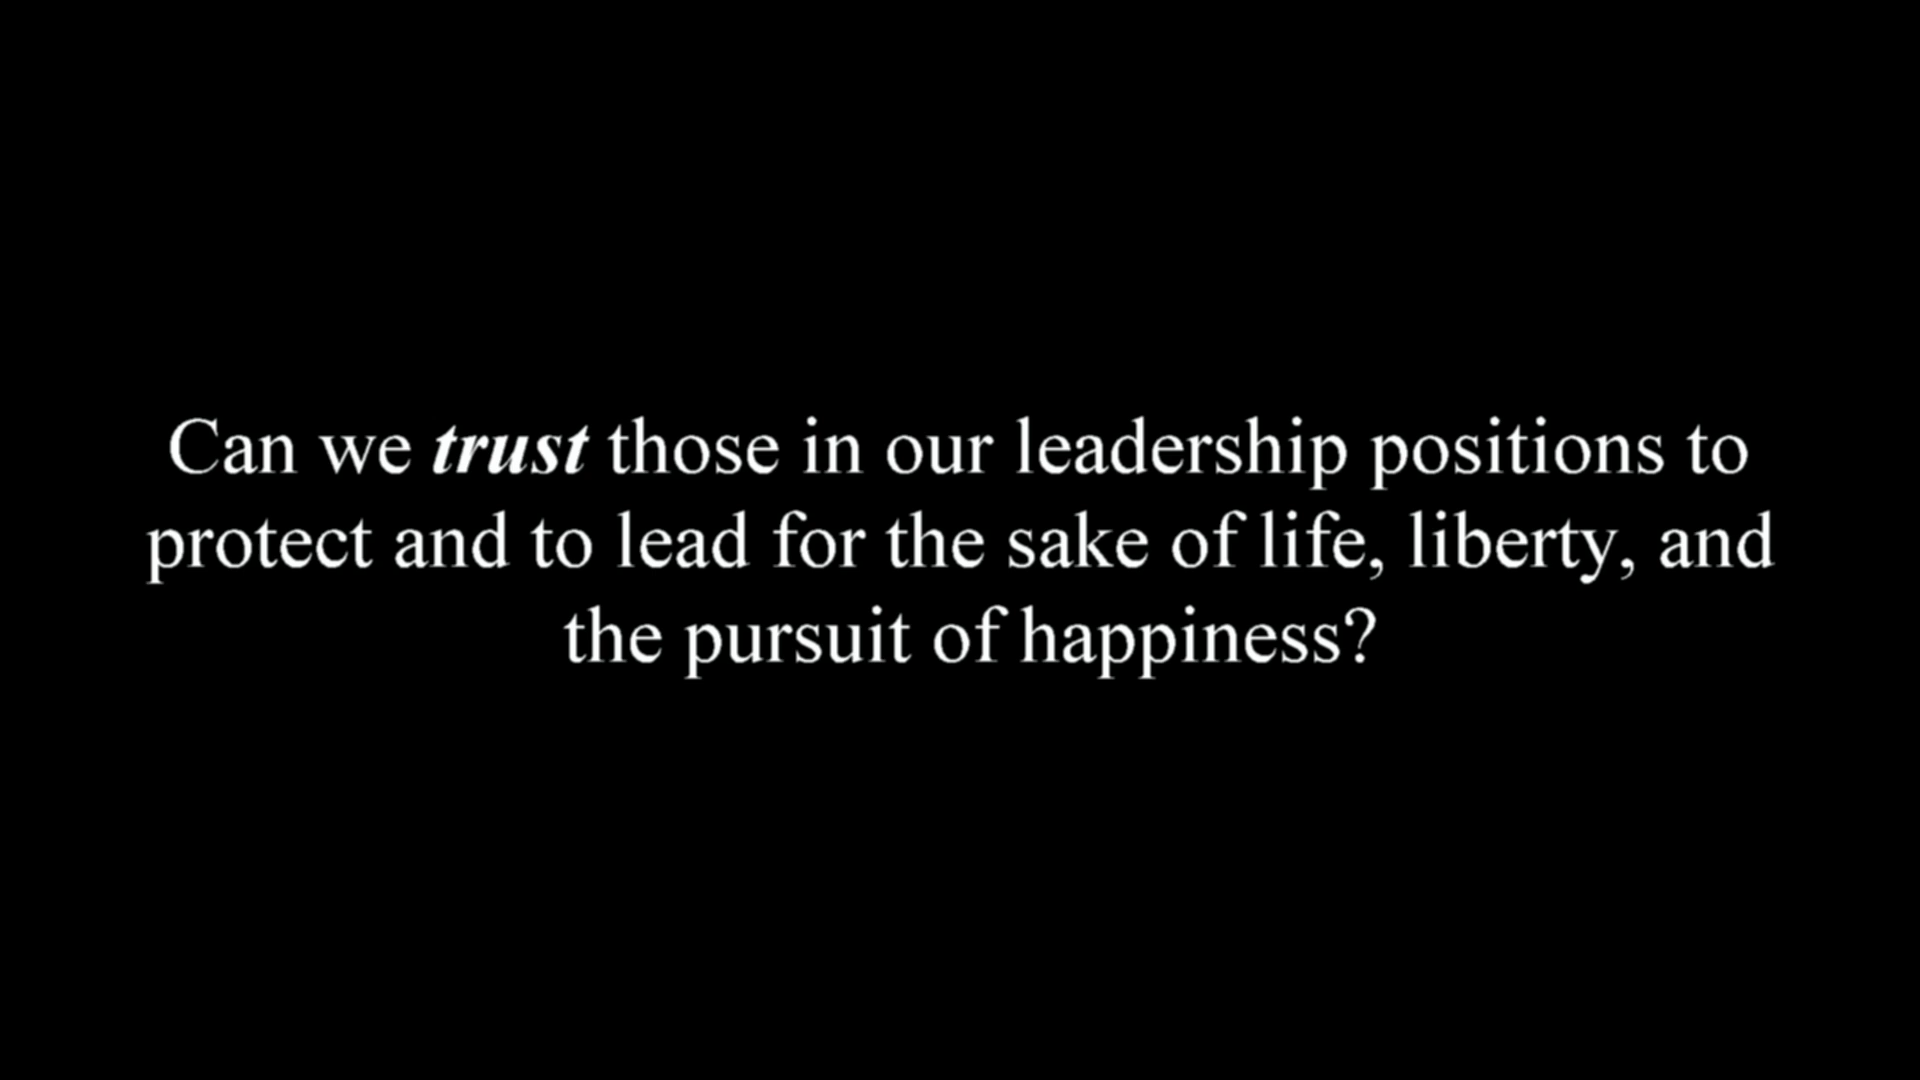 Can we trust those in our leadership positions to
protect and to lead for the sake of life, liberty, and
the pursuit of happiness?